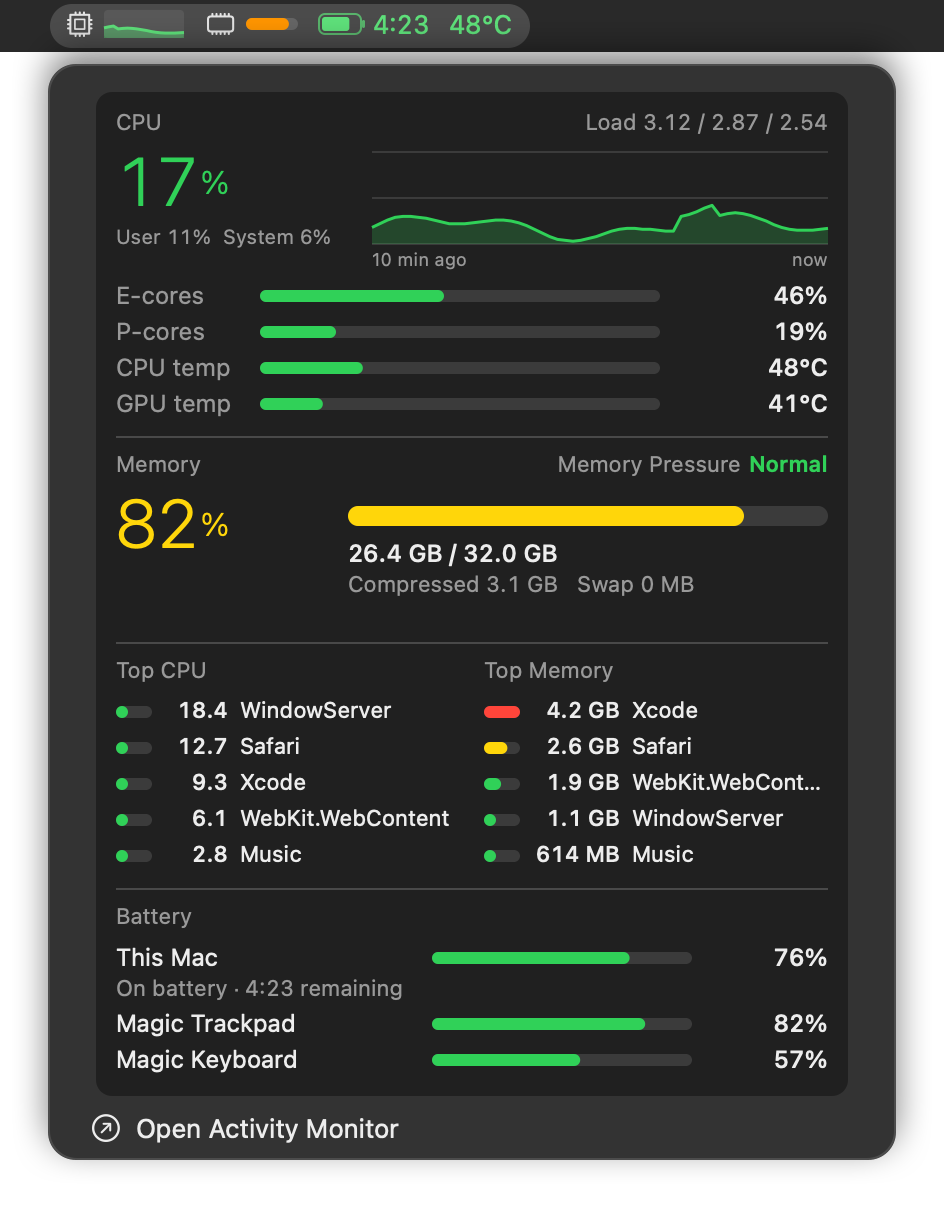 4:23 48°C
CPU Load 3.12 / 2.87 / 2.54
17%
User 11% System 6%
10 min ago now
E-cores 46%
P-cores 19%
CPU temp 48°C
GPU temp 41°C
Memory Memory Pressure Normal
82%
26.4 GB / 32.0 GB
Compressed 3.1 GB Swap 0 MB
Top CPU
18.4 WindowServer
12.7 Safari
9.3 Xcode
6.1 WebKit.WebContent
2.8 Music
Top Memory
4.2 GB Xcode
2.6 GB Safari
1.9 GB WebKit.WebCont...
1.1 GB WindowServer
614 MB Music
Battery
This Mac 76%
On battery · 4:23 remaining
Magic Trackpad 82%
Magic Keyboard 57%
Open Activity Monitor